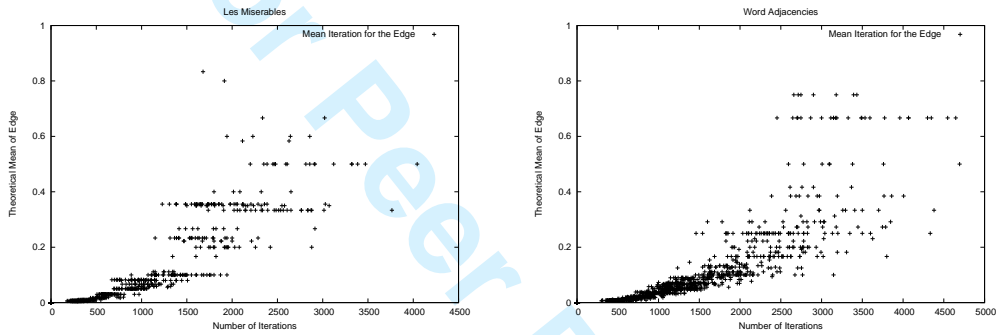 Les Miserables
Mean Iteration for the Edge
Theoretical Mean of Edge
1
0.8
0.6
0.4
0.2
0
0 500 1000 1500 2000 2500 3000 3500 4000 4500
Number of Iterations
Word Adjacencies
Mean Iteration for the Edge
Theoretical Mean of Edge
1
0.8
0.6
0.4
0.2
0
0 500 1000 1500 2000 2500 3000 3500 4000 4500 5000
Number of Iterations
or Peer